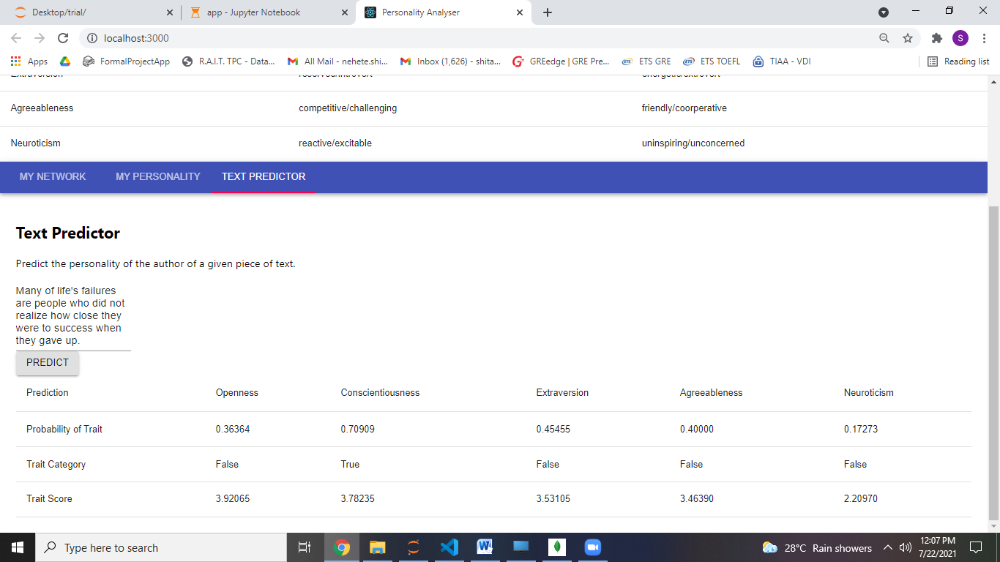 Desktop/trial/
app - Jupyter Notebook
Personality Analyser
localhost:3000
Apps
FormalProjectApp
R.A.I.T. TPC - Data...
All Mail - nehete.shi...
Inbox (1,626) - shita...
GREedge | GRE Pre...
ETS GRE
ETS TOEFL
TIAA - VDI
Reading list
Extraversion reserved/introvert energetic/extrovert
Agreeableness competitive/challenging friendly/coorperative
Neuroticism reactive/excitable uninspiring/unconcerned
MY NETWORK MY PERSONALITY TEXT PREDICTOR
Text Predictor
Predict the personality of the author of a given piece of text.
Many of life's failures
are people who did not
realize how close they
were to success when
they gave up.
PREDICT
Prediction Openness Conscientiousness Extraversion Agreeableness Neuroticism
Probability of Trait 0.36364 0.70909 0.45455 0.40000 0.17273
Trait Category False True False False False
Trait Score 3.92065 3.78235 3.53105 3.46390 2.20970
Type here to search
28°C Rain showers
12:07 PM
7/22/2021